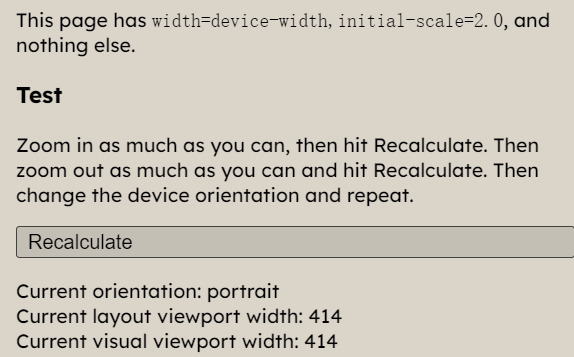 This page has width=device-width, initial-scale=2.0, and
nothing else.
Test
Zoom in as much as you can, then hit Recalculate. Then
zoom out as much as you can and hit Recalculate. Then
change the device orientation and repeat.
Recalculate
Current orientation: portrait
Current layout viewport width: 414
Current visual viewport width: 414